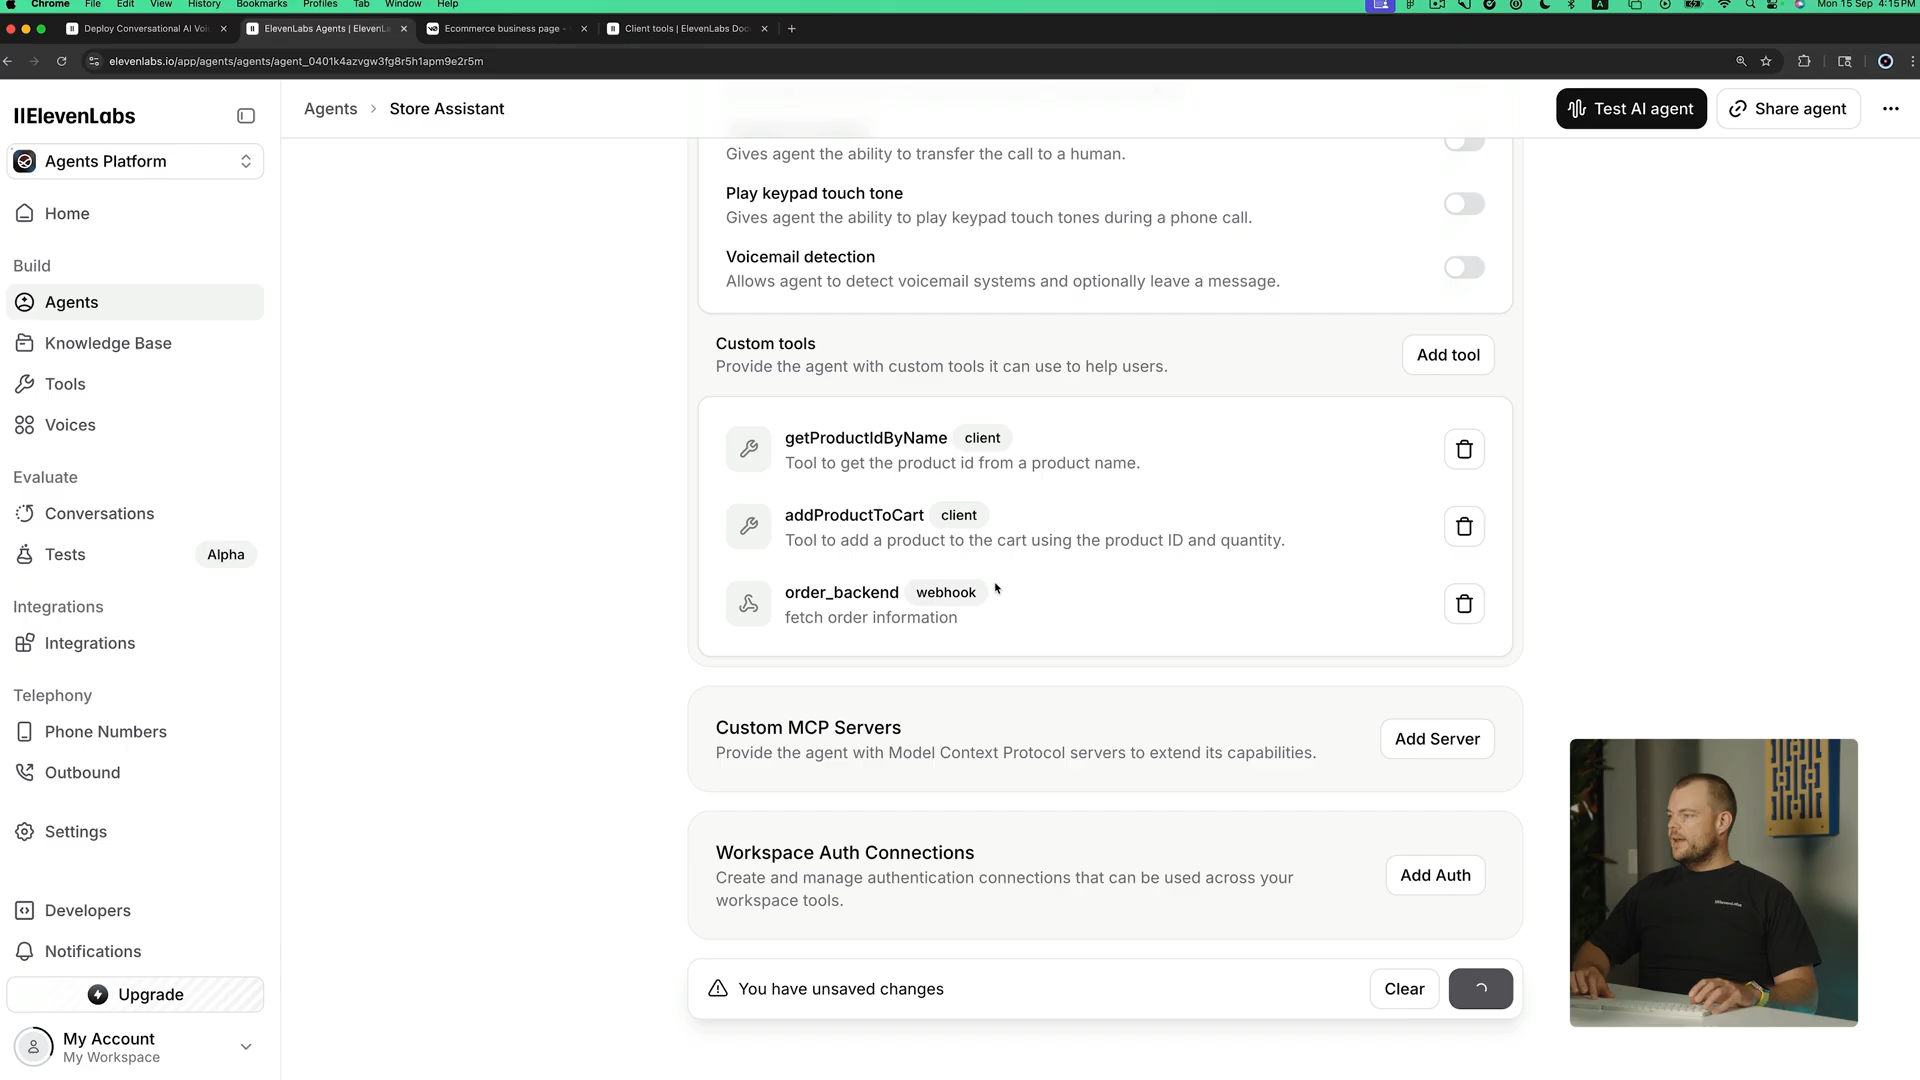 Chrome File Edit View History Bookmarks Profiles Tab Window Help
Mon 15 Sep 4:15 PM
Deploy Conversational AI Voi
ElevenLabs Agents | ElevenLa
Ecommerce business page -
Client tools | ElevenLabs Doc
elevenlabs.io/app/agents/agents/agent_0401k4azvgw3fg8r5h1apm9e2r5m
IIElevenLabs
Agents Platform
Home
Build
Agents
Knowledge Base
Tools
Voices
Evaluate
Conversations
Tests
Alpha
Integrations
Integrations
Telephony
Phone Numbers
Outbound
Settings
Developers
Notifications
Upgrade
My Account
My Workspace
Agents > Store Assistant
Test AI agent
Share agent
Gives agent the ability to transfer the call to a human.
Play keypad touch tone
Gives agent the ability to play keypad touch tones during a phone call.
Voicemail detection
Allows agent to detect voicemail systems and optionally leave a message.
Custom tools
Provide the agent with custom tools it can use to help users.
Add tool
getProductIdByName client
Tool to get the product id from a product name.
addProductToCart client
Tool to add a product to the cart using the product ID and quantity.
order_backend webhook
fetch order information
Custom MCP Servers
Provide the agent with Model Context Protocol servers to extend its capabilities.
Add Server
Workspace Auth Connections
Create and manage authentication connections that can be used across your
workspace tools.
Add Auth
You have unsaved changes
Clear
IIElevenLabs